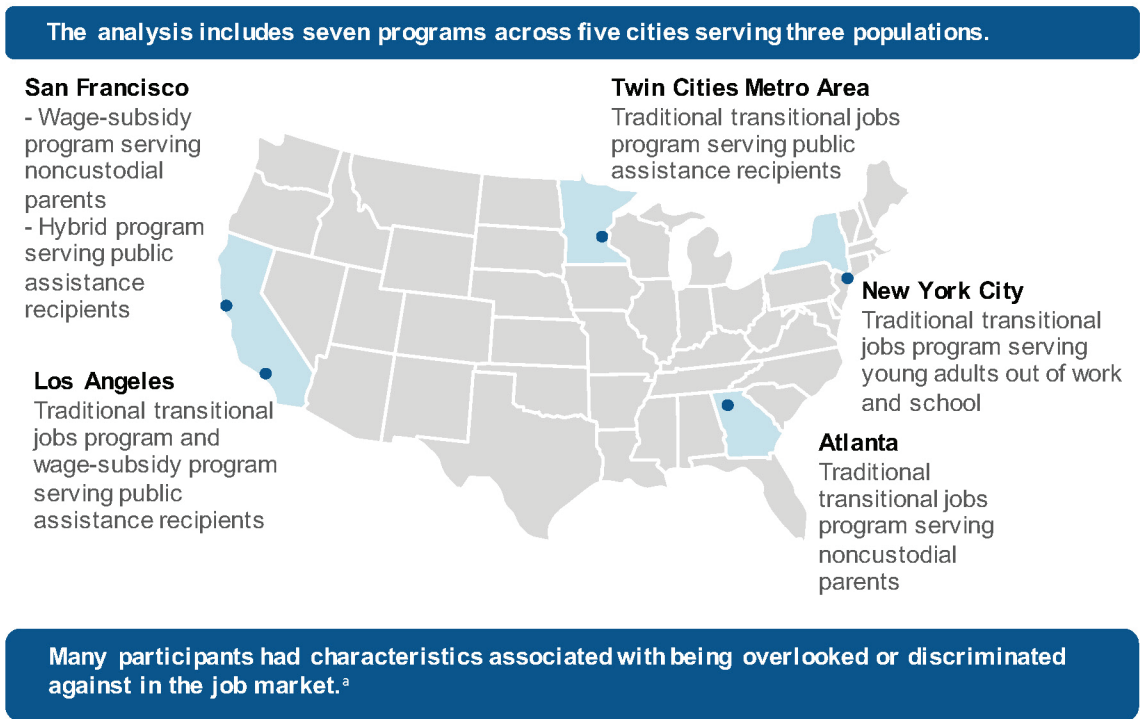 The analysis includes seven programs across five cities serving three populations.
San Francisco
- Wage-subsidy
program serving
noncustodial
parents
- Hybrid program
serving public
assistance
recipients
Twin Cities Metro Area
Traditional transitional jobs
program serving public
assistance recipients
New York City
Traditional transitional
jobs program serving
young adults out of work
and school
Los Angeles
Traditional transitional
jobs program and
wage-subsidy program
serving public
assistance recipients
Atlanta
Traditional
transitional jobs
program serving
noncustodial
parents
Many participants had characteristics associated with being overlooked or discriminated
against in the job market.ᵃ